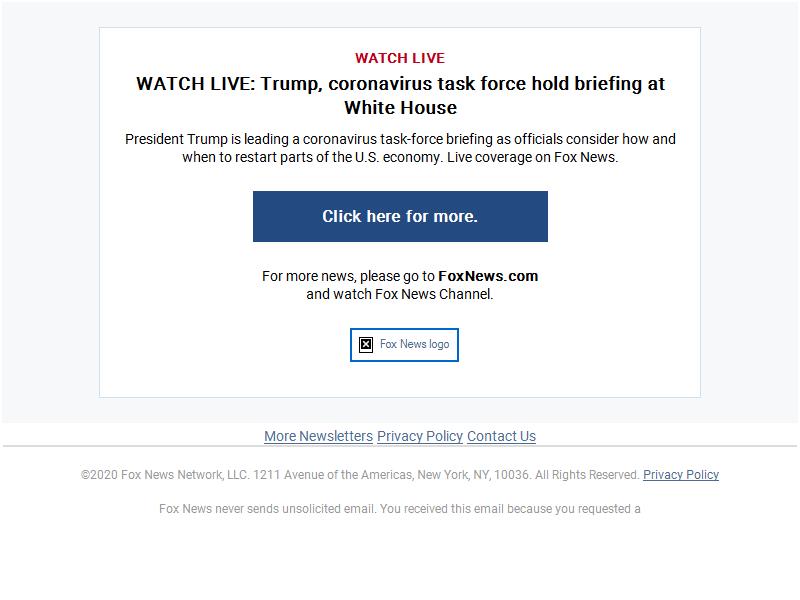 WATCH LIVE
WATCH LIVE: Trump, coronavirus task force hold briefing at
White House
President Trump is leading a coronavirus task-force briefing as officials consider how and
when to restart parts of the U.S. economy. Live coverage on Fox News.
Click here for more.
For more news, please go to FoxNews.com
and watch Fox News Channel.
Fox News logo
More Newsletters Privacy Policy Contact Us
©2020 Fox News Network, LLC. 1211 Avenue of the Americas, New York, NY, 10036. All Rights Reserved. Privacy Policy
Fox News never sends unsolicited email. You received this email because you requested a